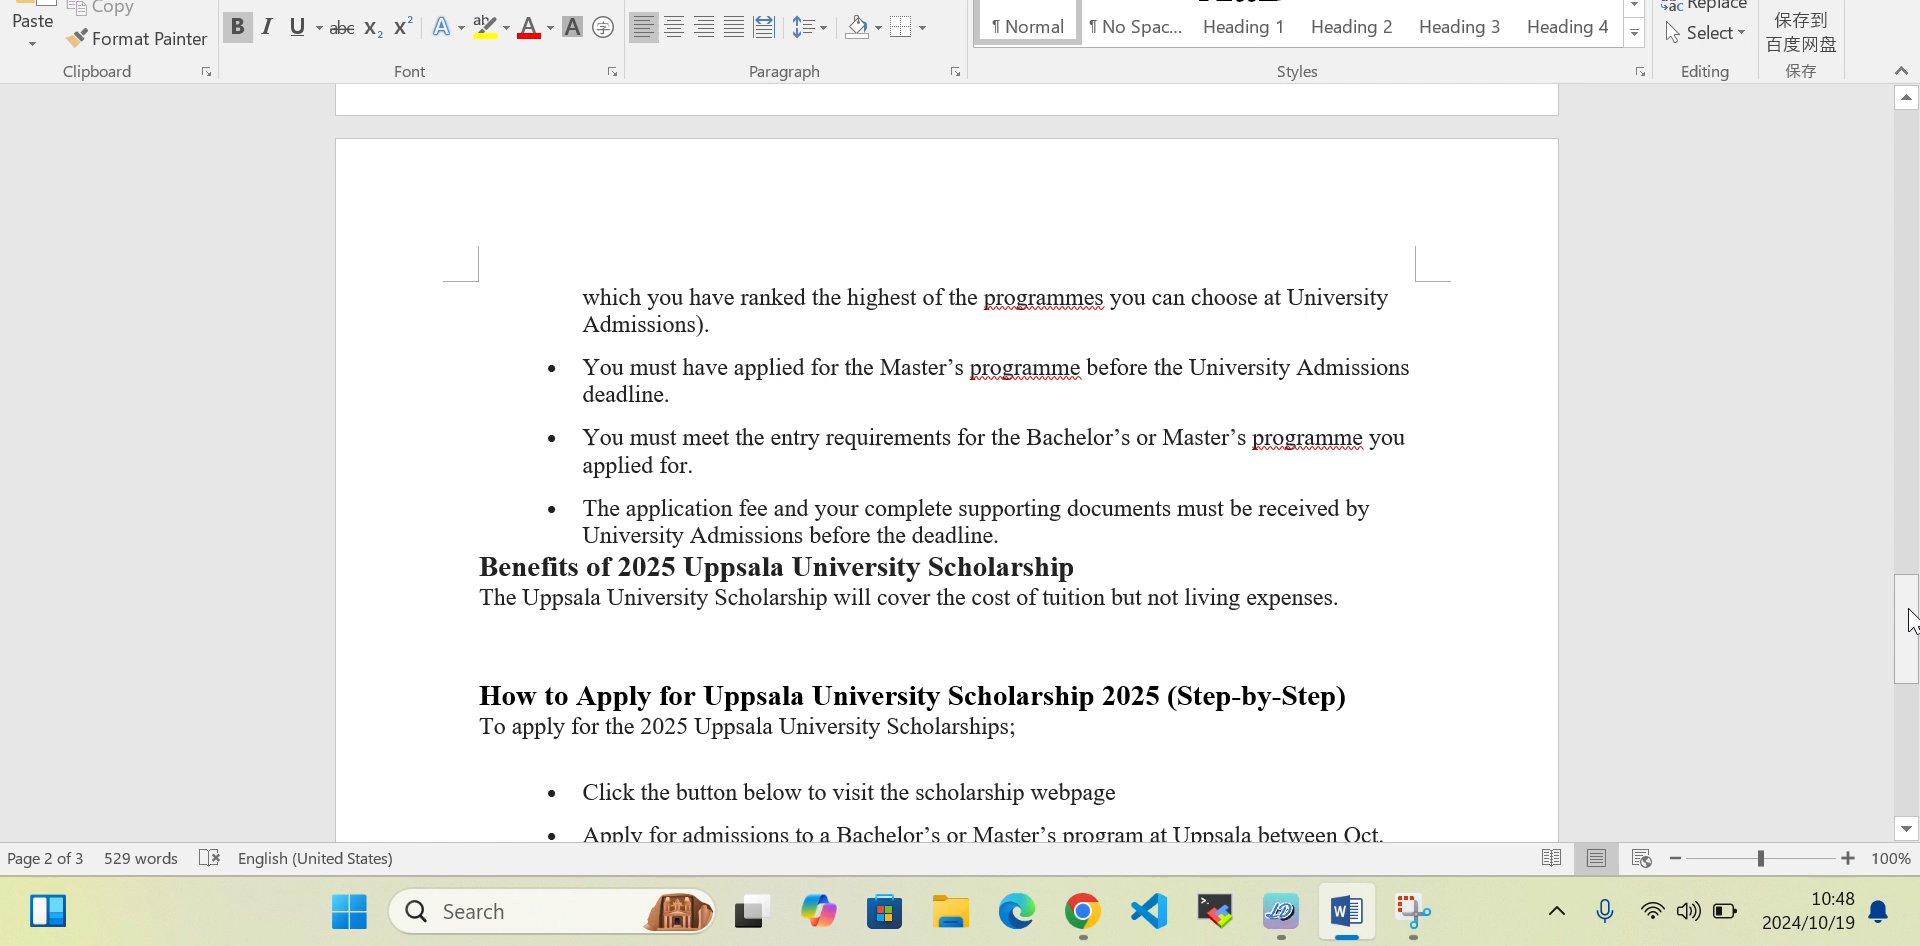 Copy
Replace
Paste
Format Painter
B I U abc X₂ X² A ab A A 字
¶ Normal ¶ No Spac... Heading 1 Heading 2 Heading 3 Heading 4
Select
保存到
百度网盘
Clipboard Font Paragraph Styles Editing 保存
which you have ranked the highest of the programmes you can choose at University
Admissions).
• You must have applied for the Master’s programme before the University Admissions
deadline.
• You must meet the entry requirements for the Bachelor’s or Master’s programme you
applied for.
• The application fee and your complete supporting documents must be received by
University Admissions before the deadline.
Benefits of 2025 Uppsala University Scholarship
The Uppsala University Scholarship will cover the cost of tuition but not living expenses.
How to Apply for Uppsala University Scholarship 2025 (Step-by-Step)
To apply for the 2025 Uppsala University Scholarships;
• Click the button below to visit the scholarship webpage
• Apply for admissions to a Bachelor’s or Master’s program at Uppsala between Oct.
Page 2 of 3 529 words English (United States) 100%
Search
10:48
2024/10/19